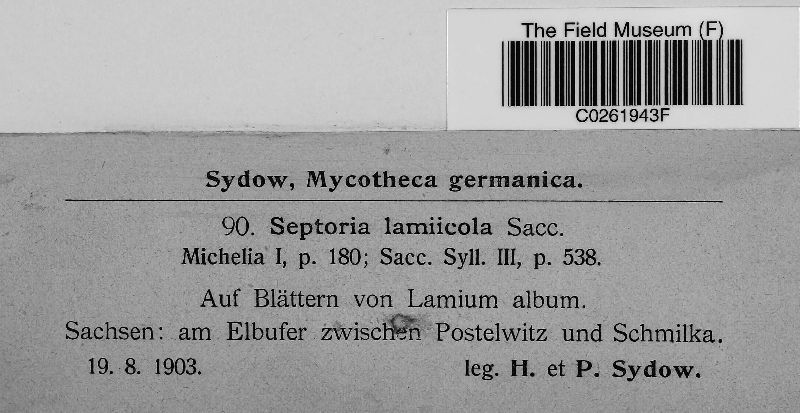 The Field Museum (F)
C0261943F
Sydow, Mycotheca germanica.
90. Septoria lamiicola Sacc.
Michelia I, p. 180; Sacc. Syll. III, p. 538.
Auf Blättern von Lamium album.
Sachsen: am Elbufer zwischen Postelwitz und Schmilka.
19. 8. 1903. leg. H. et P. Sydow.